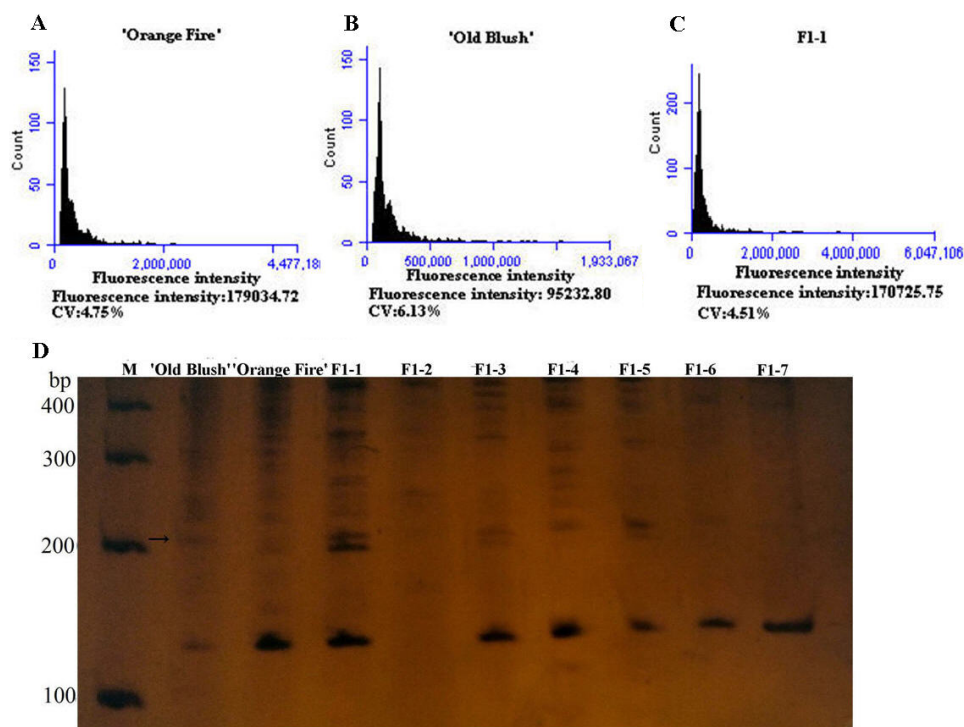 A
'Orange Fire'
150
100
50
0
Count
0
2,000,000
4,477,18
Fluorescence intensity
Fluorescence intensity:179034.72
CV:4.75%
B
'Old Blush'
150
100
50
0
Count
0
500,000
1,000,000
1,933,067
Fluorescence intensity
Fluorescence intensity: 95232.80
CV:6.13%
C
F1-1
200
100
0
Count
0
2,000,000
4,000,000
6,047,106
Fluorescence intensity
Fluorescence intensity:170725.75
CV:4.51%
D
M 'Old Blush' 'Orange Fire' F1-1 F1-2 F1-3 F1-4 F1-5 F1-6 F1-7
bp
400
300
200 →
100